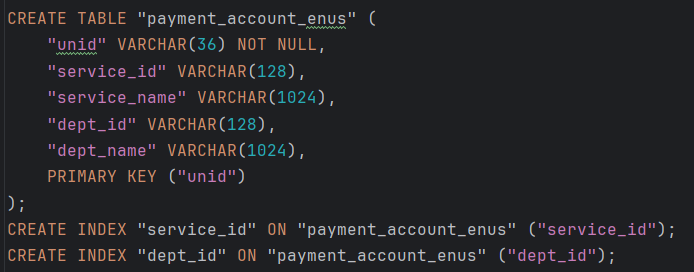 CREATE TABLE "payment_account_enus" (
"unid" VARCHAR(36) NOT NULL,
"service_id" VARCHAR(128),
"service_name" VARCHAR(1024),
"dept_id" VARCHAR(128),
"dept_name" VARCHAR(1024),
PRIMARY KEY ("unid")
);
CREATE INDEX "service_id" ON "payment_account_enus" ("service_id");
CREATE INDEX "dept_id" ON "payment_account_enus" ("dept_id");